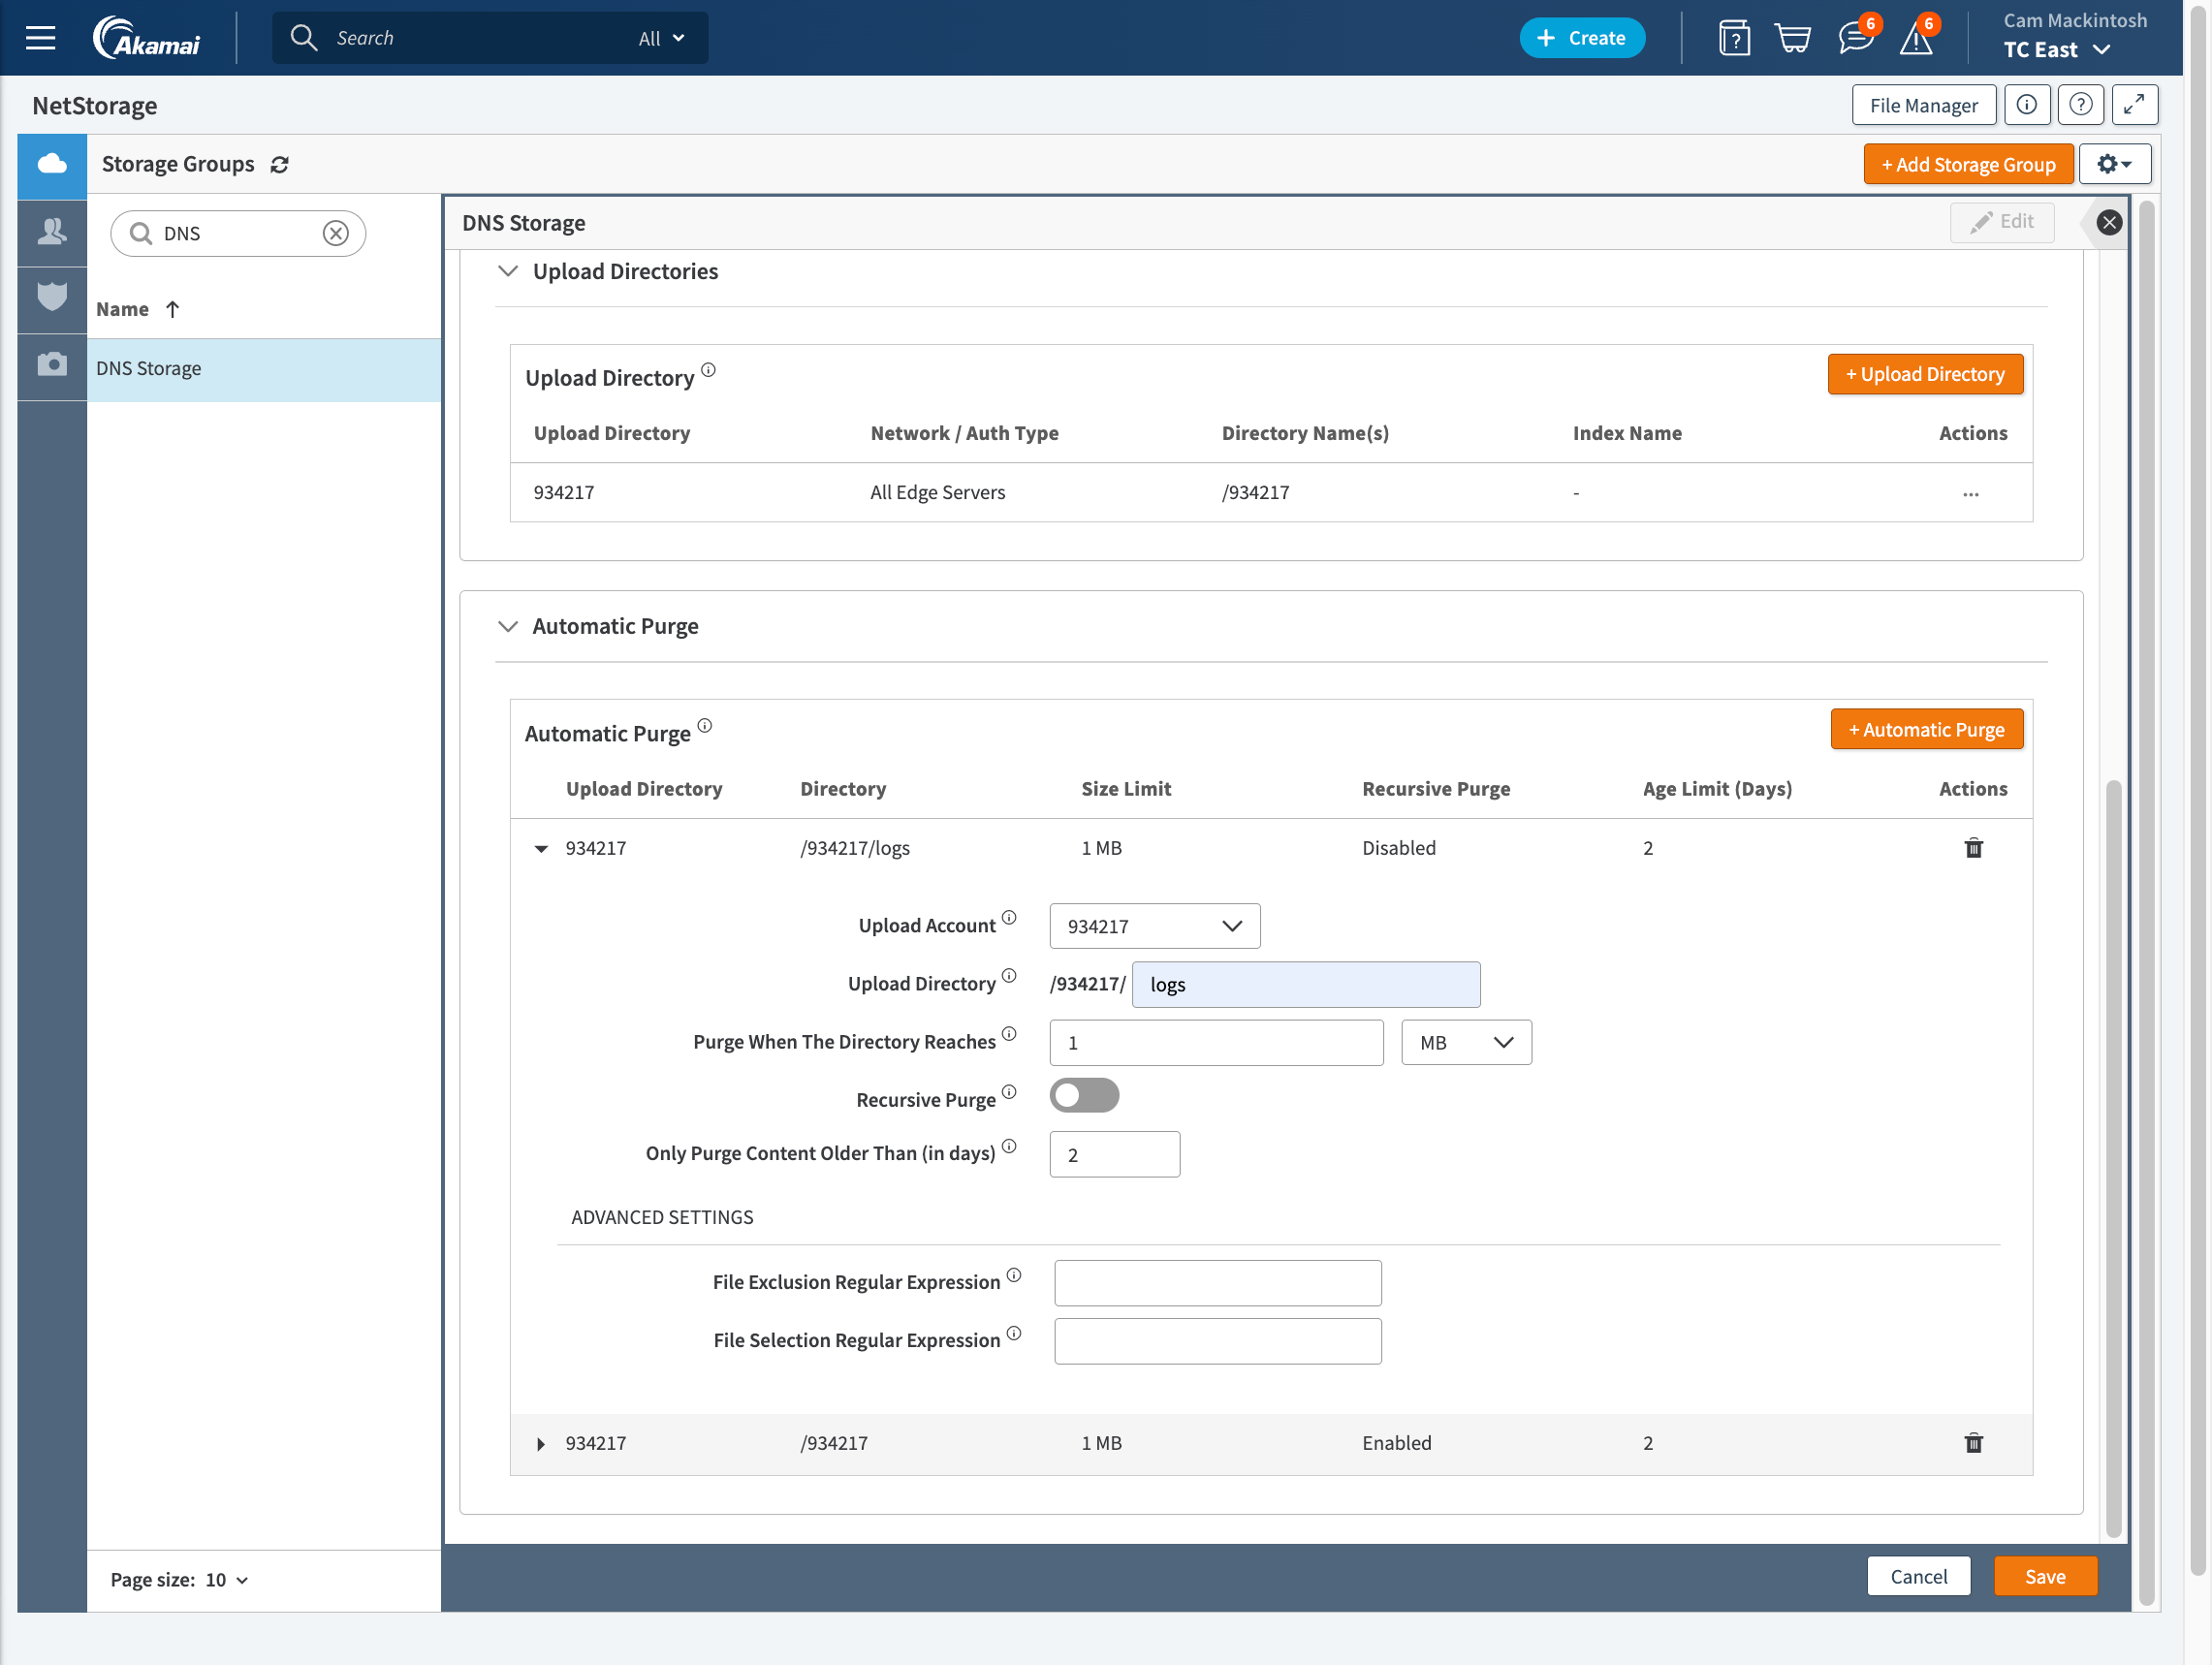 Akamai
Search
All
Create
6
6
Cam Mackintosh
TC East
NetStorage
File Manager
Storage Groups
+ Add Storage Group
DNS
Name
DNS Storage
DNS Storage
Edit
Upload Directories
Upload Directory
+ Upload Directory
Upload Directory Network / Auth Type Directory Name(s) Index Name Actions
934217 All Edge Servers /934217 - ...
Automatic Purge
Automatic Purge
+ Automatic Purge
Upload Directory Directory Size Limit Recursive Purge Age Limit (Days) Actions
934217 /934217/logs 1 MB Disabled 2
Upload Account 934217
Upload Directory /934217/ logs
Purge When The Directory Reaches 1 MB
Recursive Purge
Only Purge Content Older Than (in days) 2
ADVANCED SETTINGS
File Exclusion Regular Expression
File Selection Regular Expression
934217 /934217 1 MB Enabled 2
Page size: 10
Cancel
Save